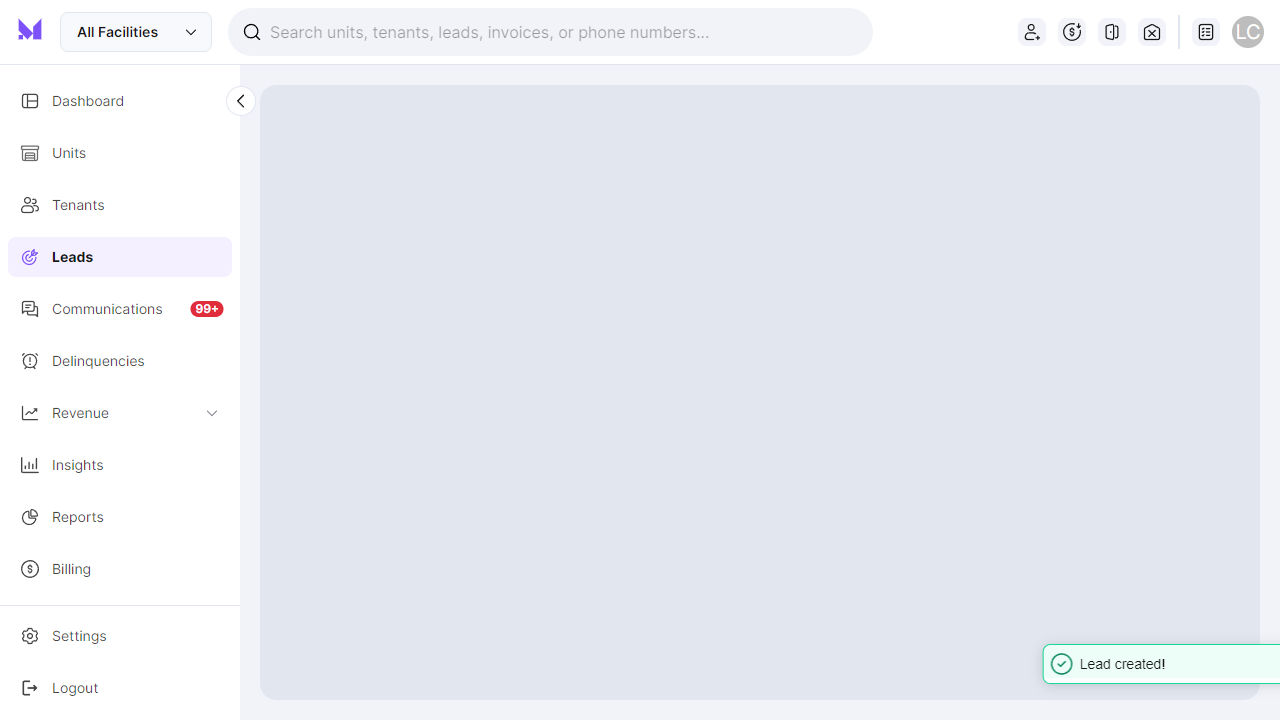 All Facilities
Search units, tenants, leads, invoices, or phone numbers...
LC
Dashboard
Units
Tenants
Leads
Communications 99+
Delinquencies
Revenue
Insights
Reports
Billing
Settings
Logout
Lead created!